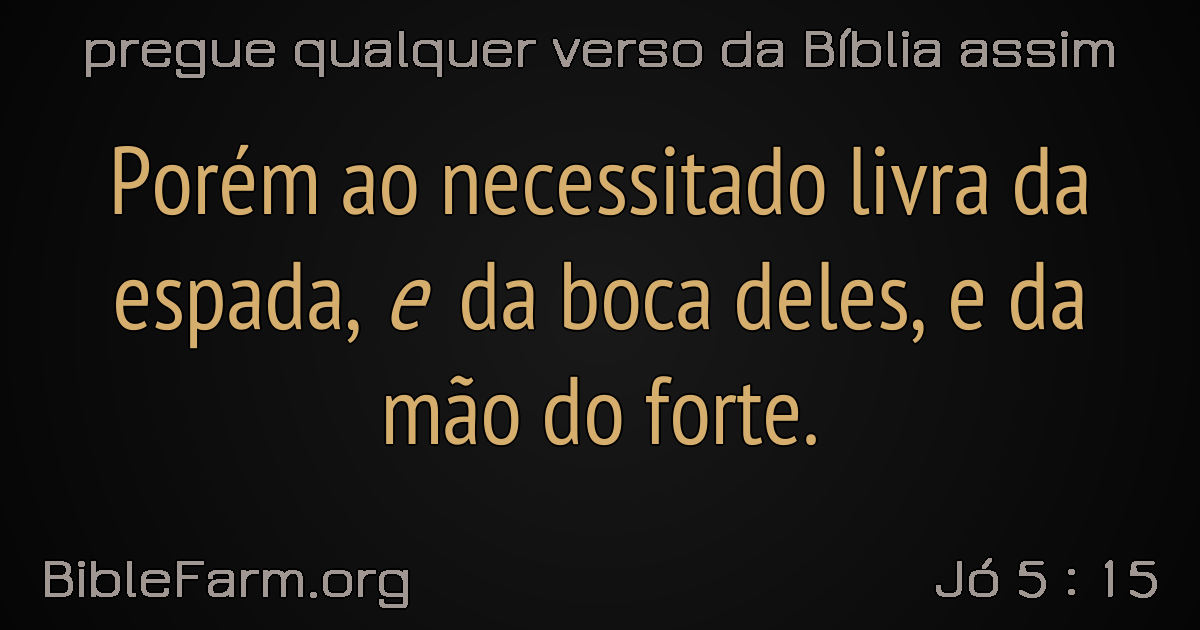 pregue qualquer verso da Bíblia assim
Porém ao necessitado livra da
espada, e da boca deles, e da
mão do forte.
BibleFarm.org
Jó 5 : 15